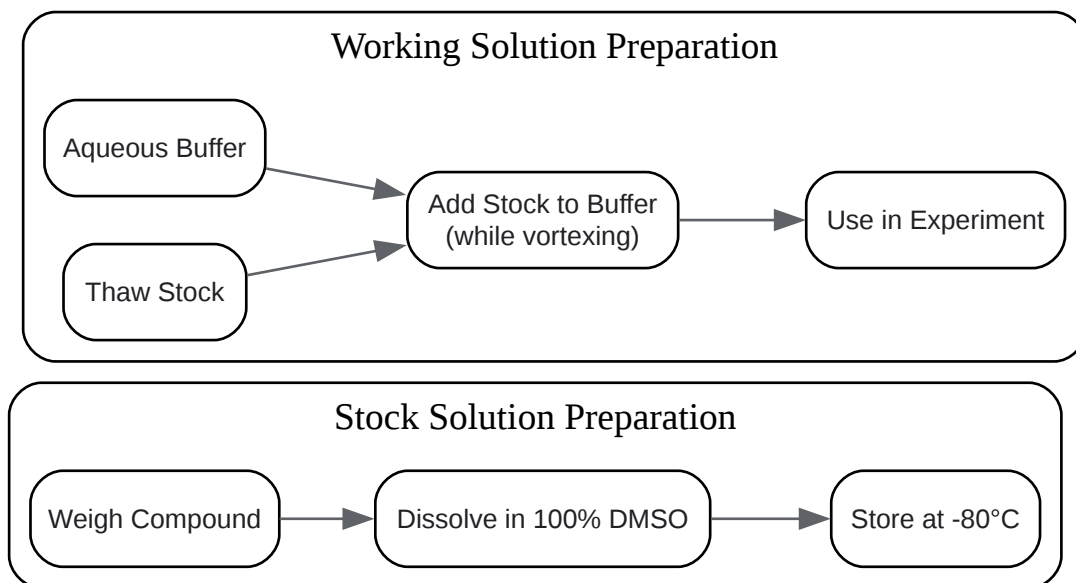 Working Solution Preparation
Aqueous Buffer
Thaw Stock
Add Stock to Buffer
(while vortexing)
Use in Experiment
Stock Solution Preparation
Weigh Compound
Dissolve in 100% DMSO
Store at -80°C